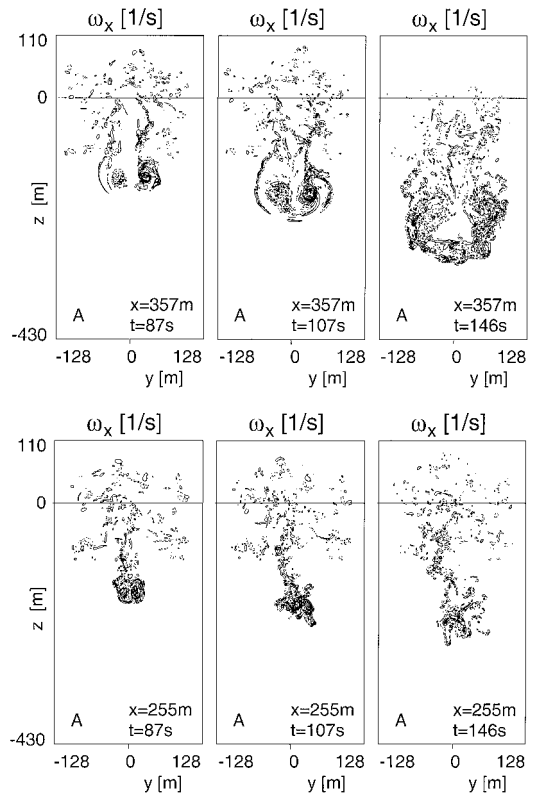 ωx [1/s] ωx [1/s] ωx [1/s]
110
0
z [m]
A x=357m A x=357m A x=357m
t=87s t=107s t=146s
-430
-128 0 128 -128 0 128 -128 0 128
y [m] y [m] y [m]
ωx [1/s] ωx [1/s] ωx [1/s]
110
0
z [m]
A x=255m A x=255m A x=255m
t=87s t=107s t=146s
-430
-128 0 128 -128 0 128 -128 0 128
y [m] y [m] y [m]